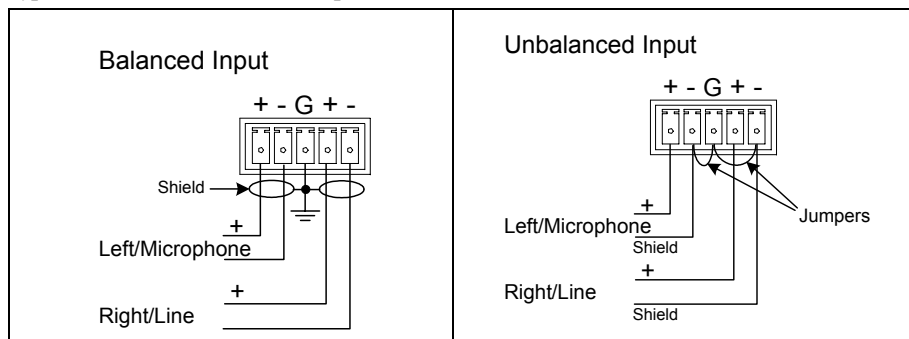 Balanced Input
+ - G + -
Shield
+
Left/Microphone
+
Right/Line
Unbalanced Input
+ - G + -
Jumpers
+
Left/Microphone
Shield
+
Right/Line
Shield